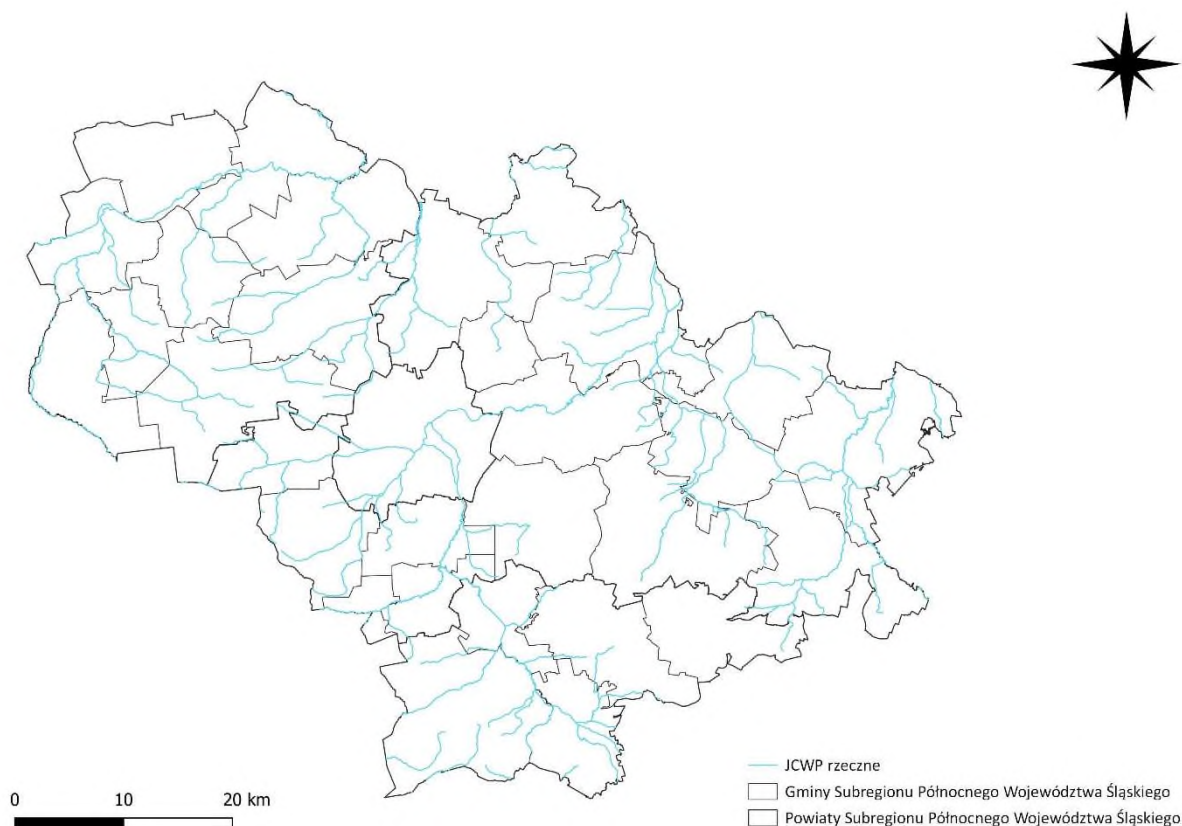 0 10 20 km
JCWP rzeczne
Gminy Subregionu Północnego Województwa Śląskiego
Powiaty Subregionu Północnego Województwa Śląskiego